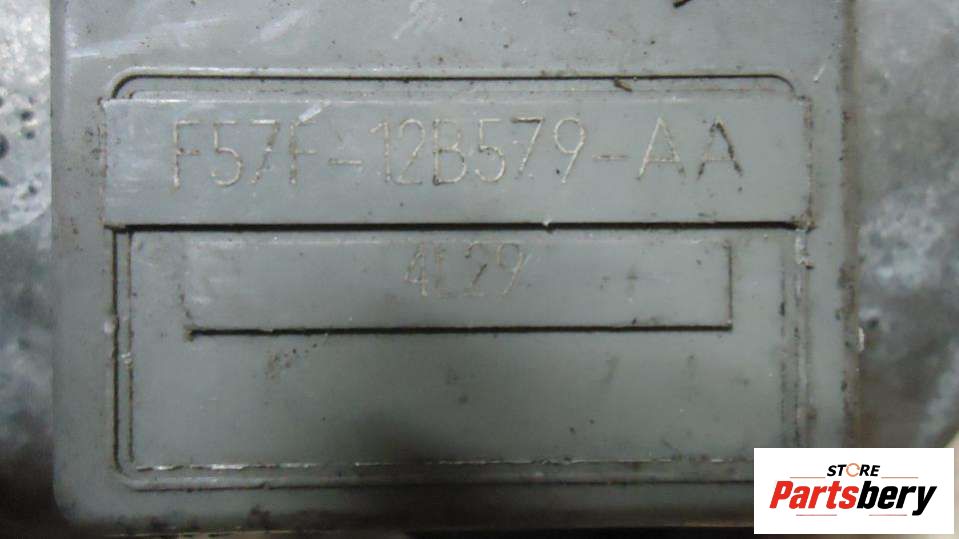 F57F-12B579-AA
4L29
STORE
Partsbery